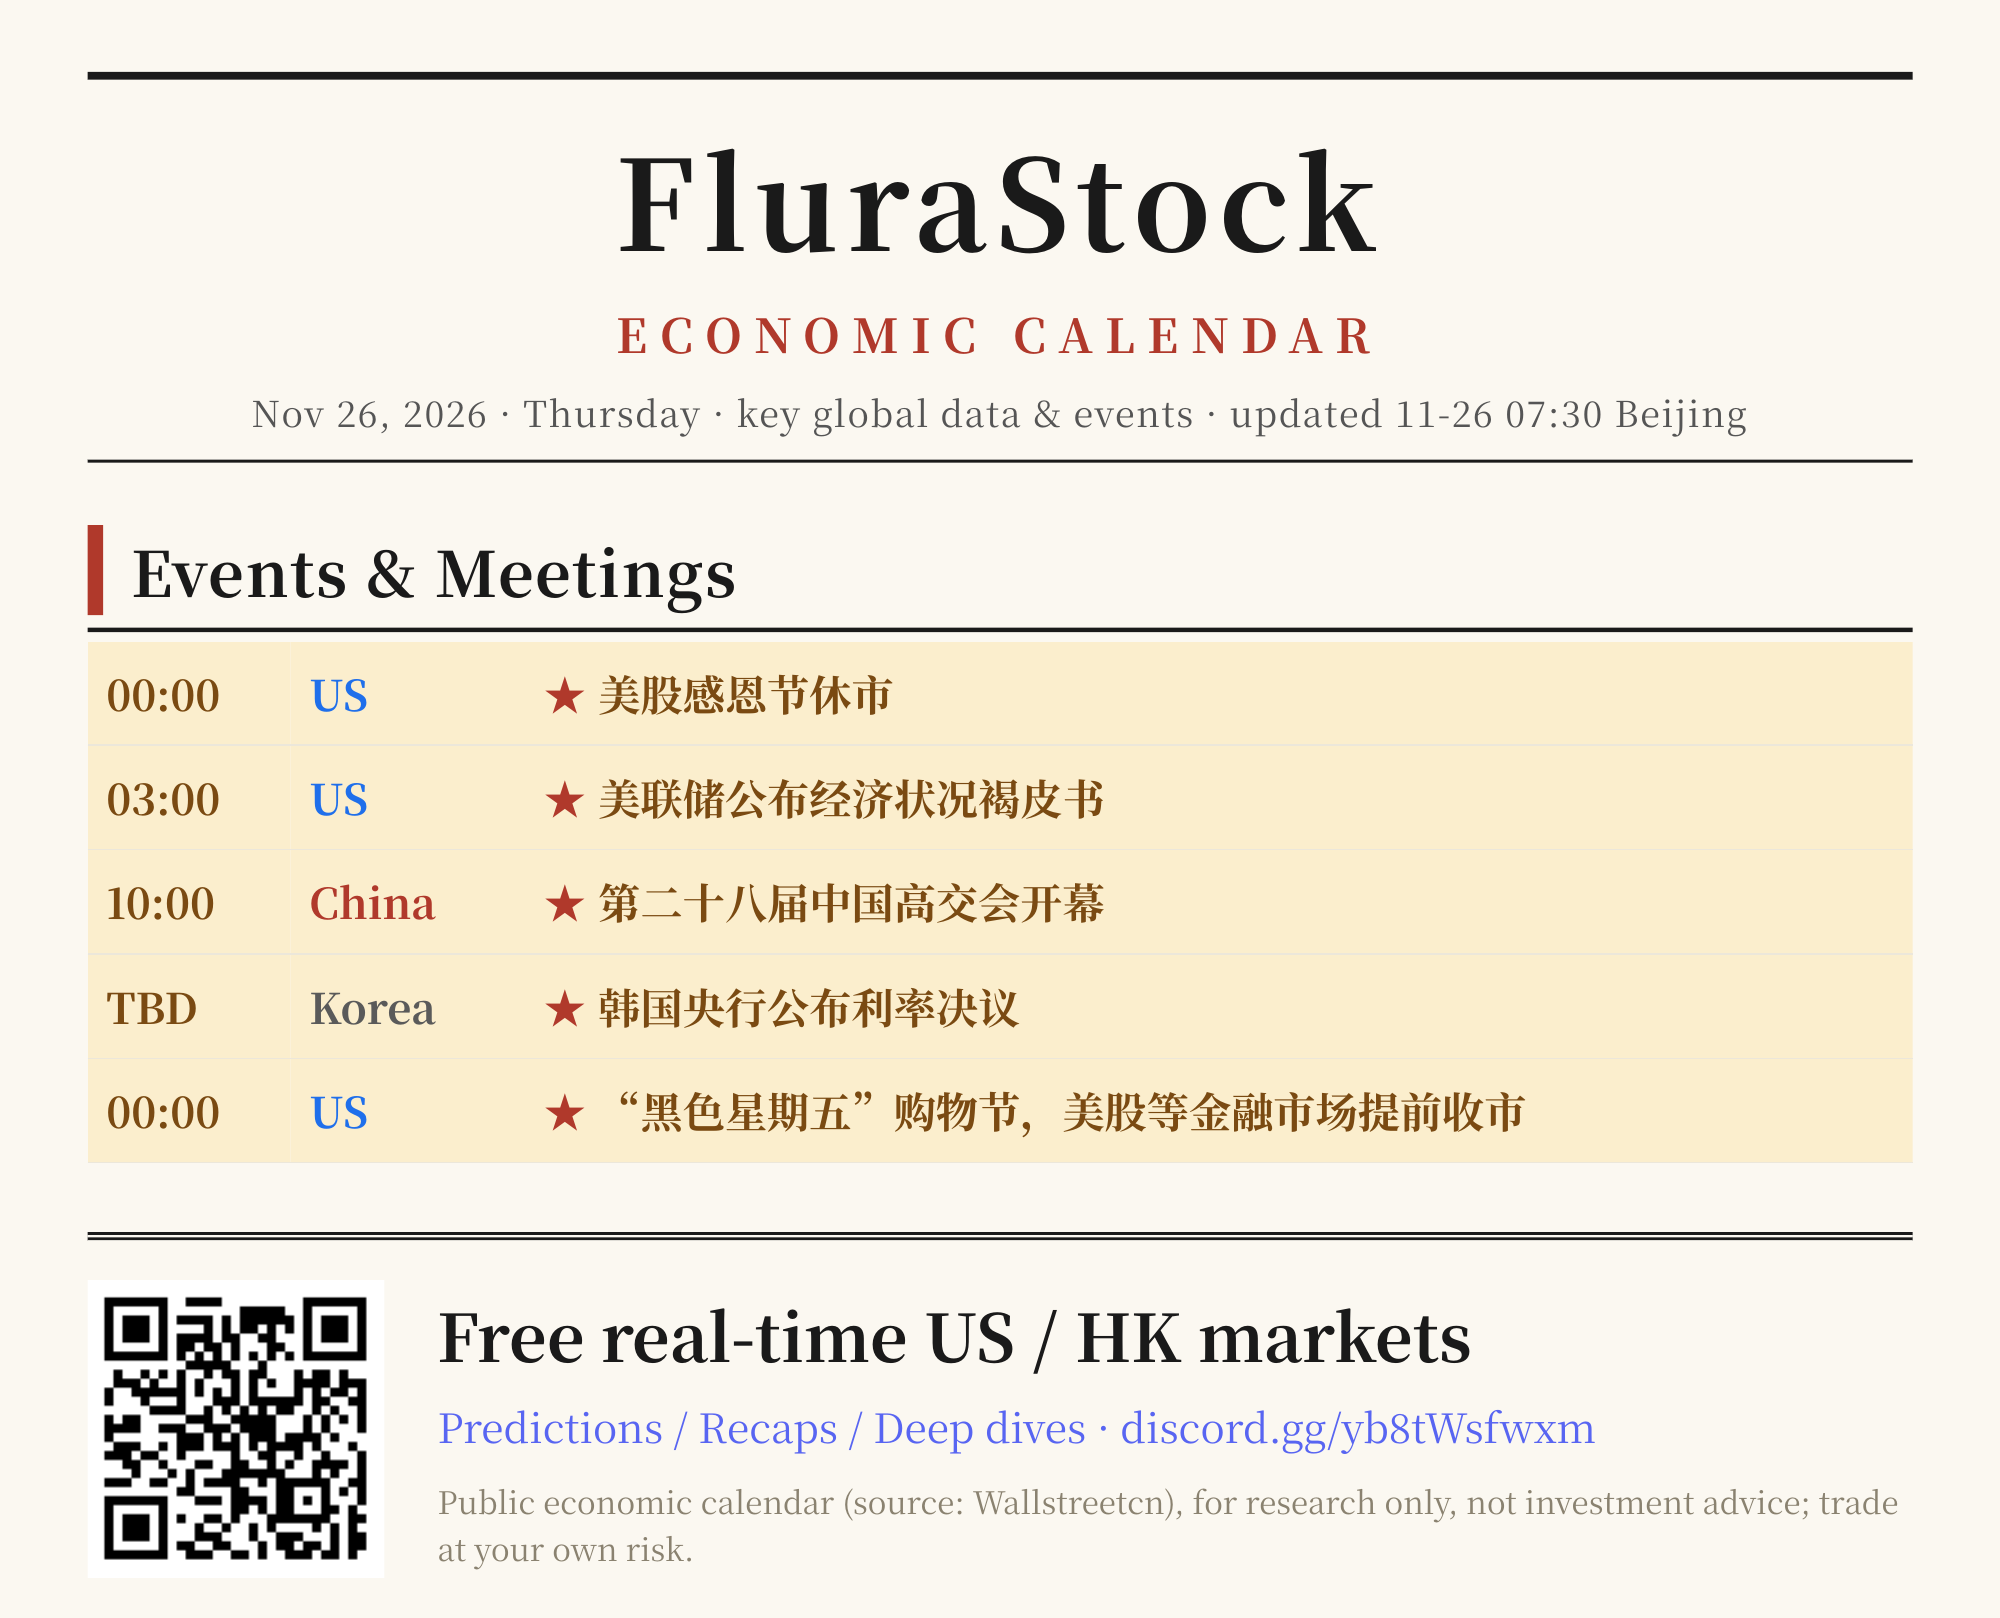 FluraStock
ECONOMIC CALENDAR
Nov 26, 2026 · Thursday · key global data & events · updated 11-26 07:30 Beijing
Events & Meetings
00:00 US ★ 美股感恩节休市
03:00 US ★ 美联储公布经济状况褐皮书
10:00 China ★ 第二十八届中国高交会开幕
TBD Korea ★ 韩国央行公布利率决议
00:00 US ★ “黑色星期五”购物节，美股等金融市场提前收市
Free real-time US / HK markets
Predictions / Recaps / Deep dives · discord.gg/yb8tWsfwxm
Public economic calendar (source: Wallstreetcn), for research only, not investment advice; trade
at your own risk.